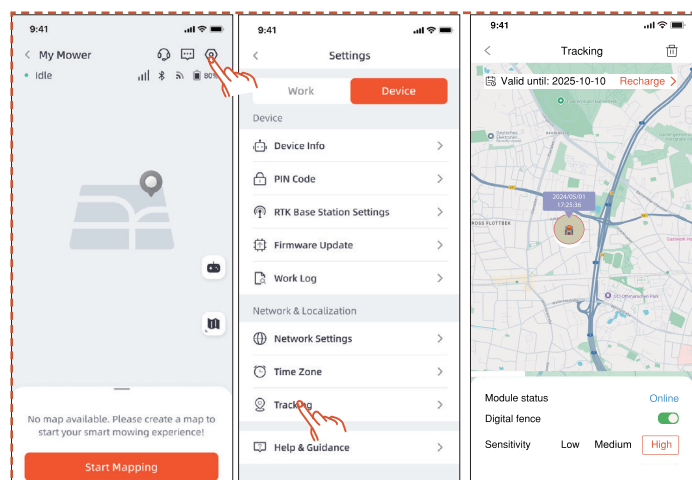 9:41
My Mower
Idle
80%
No map available. Please create a map to
start your smart mowing experience!
Start Mapping
9:41
Settings
Work
Device
Device
Device Info
PIN Code
RTK Base Station Settings
Firmware Update
Work Log
Network & Localization
Network Settings
Time Zone
Tracking
Help & Guidance
9:41
Tracking
Valid until: 2025-10-10 Recharge
Deutsches
Elektronen-
2024/05/01
17:25:36
ROSS FLOTTBEK
Module status Online
Digital fence
Sensitivity Low Medium High